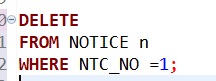 DELETE
FROM NOTICE n
WHERE NTC_NO =1;